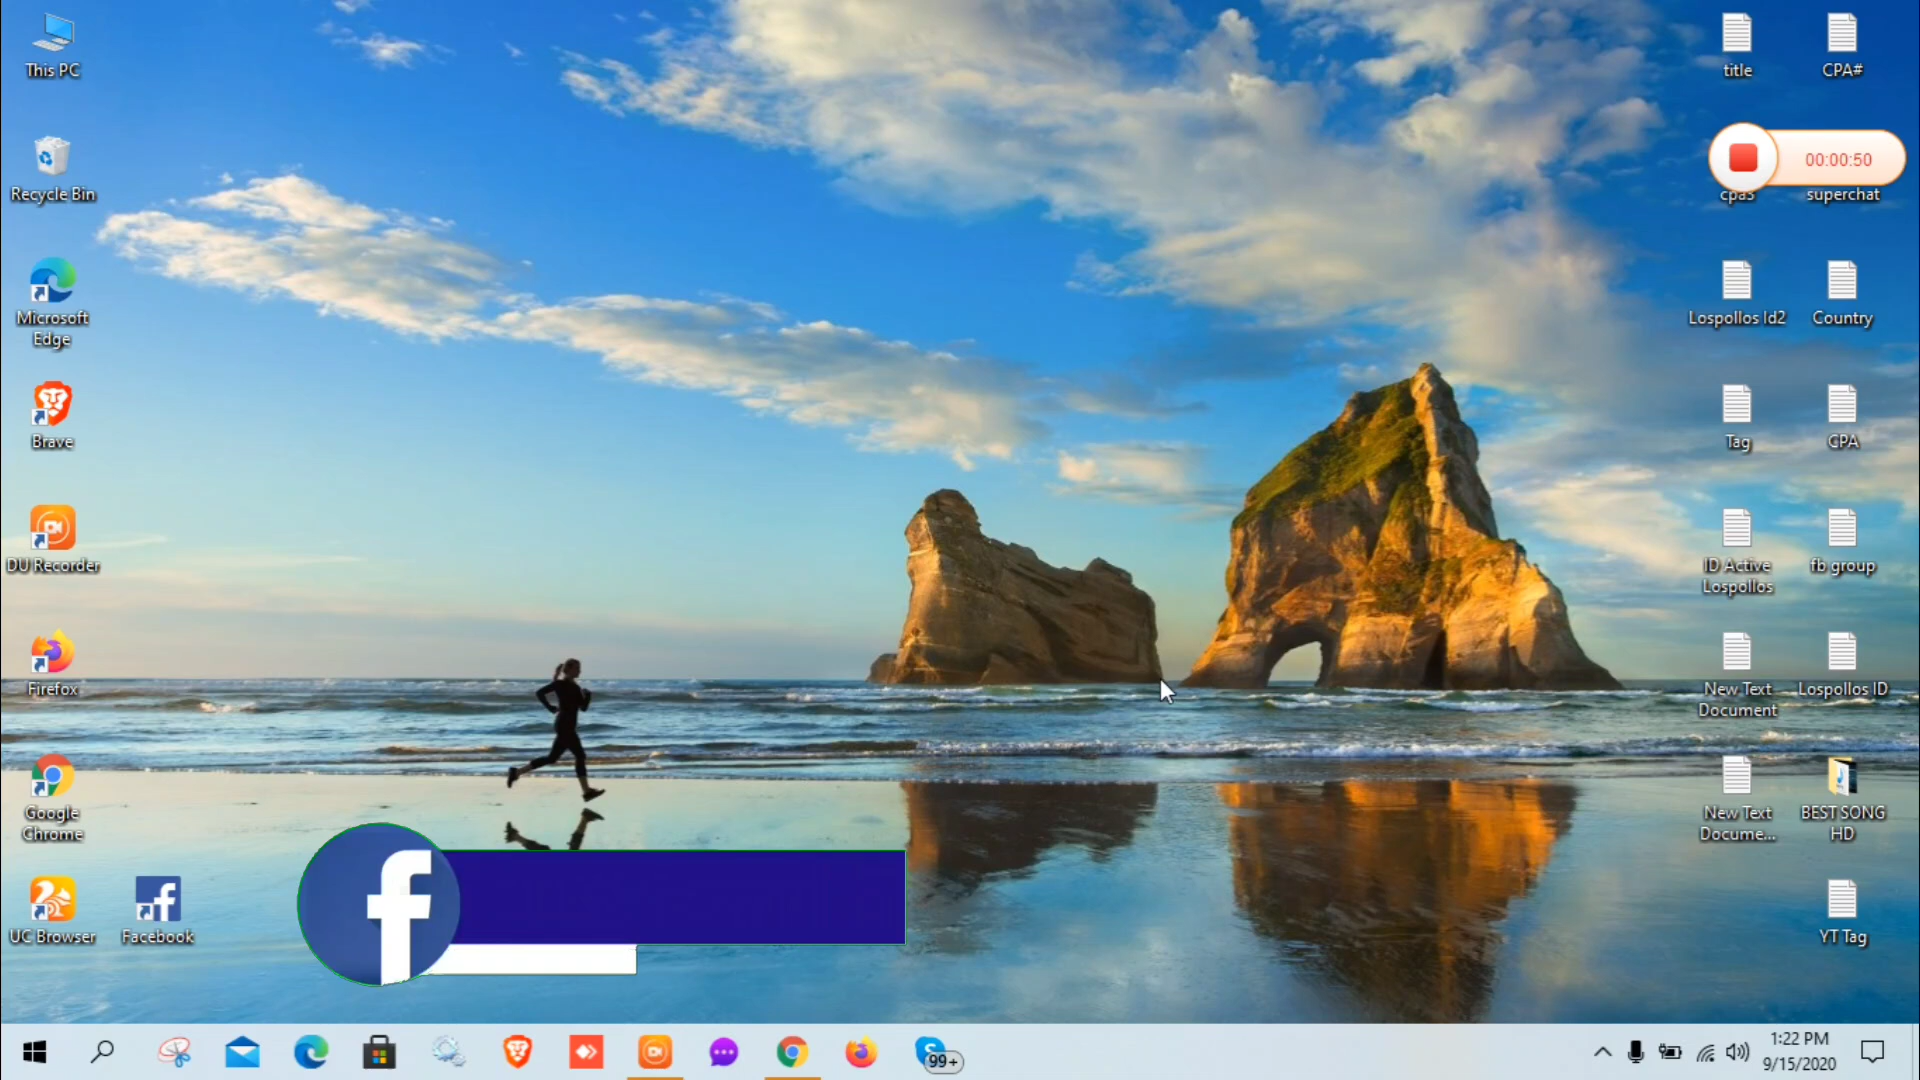 This PC
title
CPA#
00:00:50
Recycle Bin
cpa3
superchat
Microsoft
Edge
Lospollos Id2
Country
Brave
Tag
CPA
DU Recorder
ID Active
Lospollos
fb group
Firefox
New Text
Document
Lospollos ID
Google
Chrome
New Text
Docume...
BEST SONG
HD
UC Browser
Facebook
YT Tag
99+
1:22 PM
9/15/2020